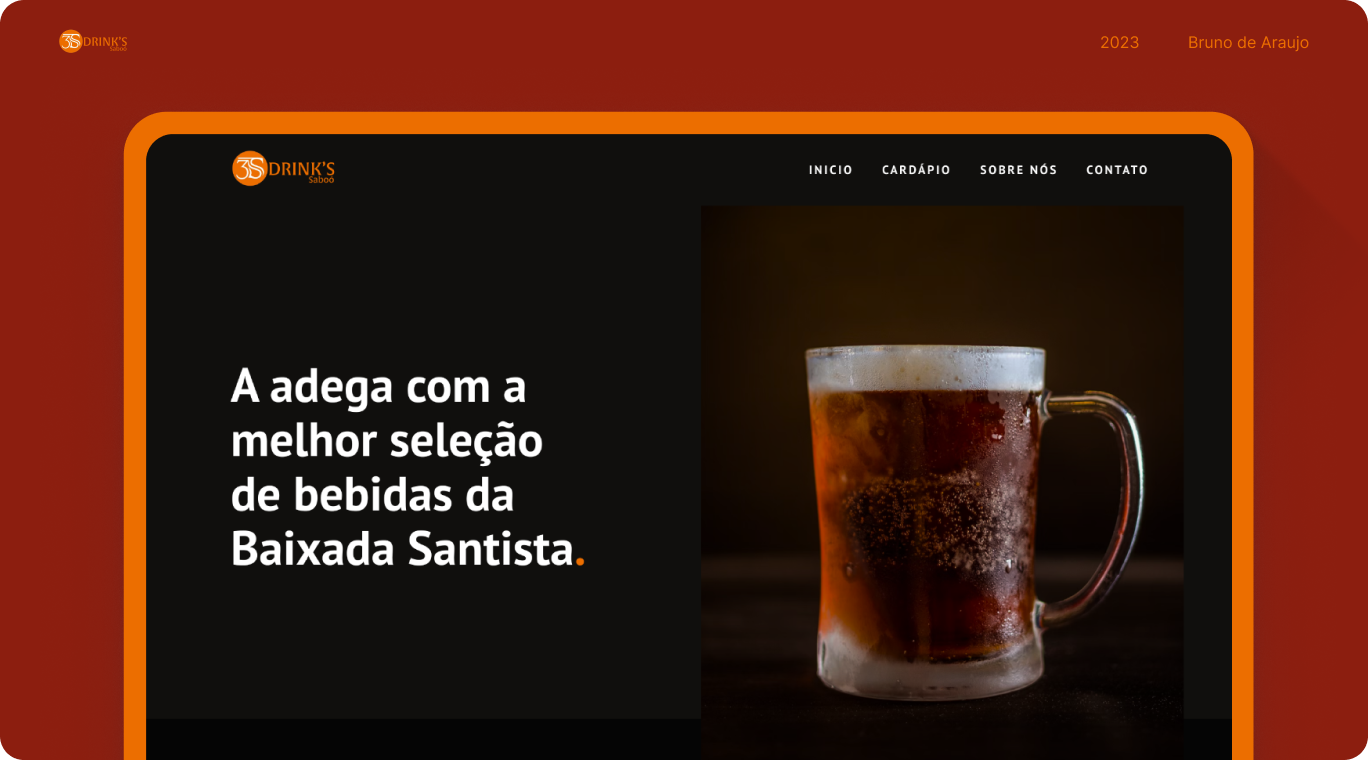 3S DRINK'S
Saboó
2023 Bruno de Araujo
3S DRINK'S
Saboó
INICIO CARDÁPIO SOBRE NÓS CONTATO
A adega com a
melhor seleção
de bebidas da
Baixada Santista.